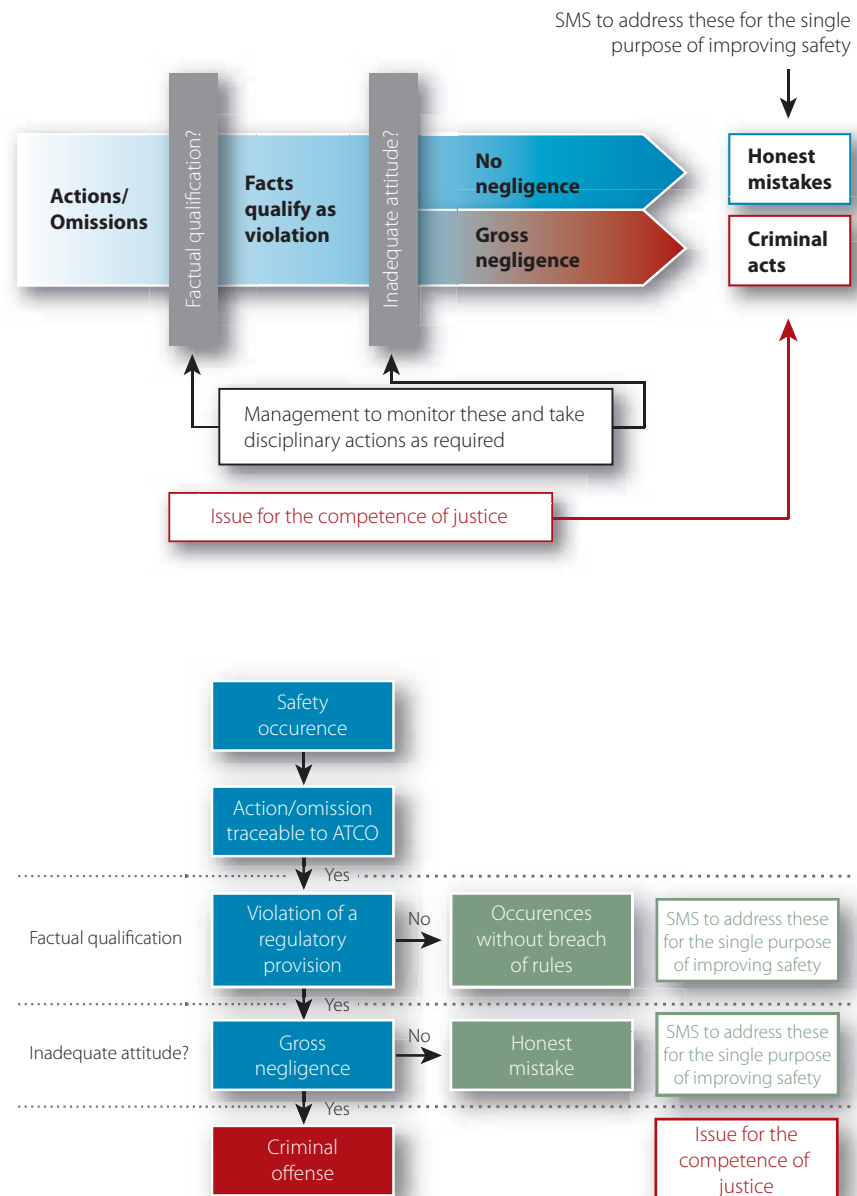 SMS to address these for the single
purpose of improving safety
Actions/
Omissions
Factual qualification?
Facts
qualify as
violation
Inadequate attitude?
No
negligence
Gross
negligence
Honest
mistakes
Criminal
acts
Management to monitor these and take
disciplinary actions as required
Issue for the competence of justice
Safety
occurence
Action/omission
traceable to ATCO
Yes
Factual qualification
Violation of a
regulatory
provision
No
Occurences
without breach
of rules
SMS to address these
for the single purpose
of improving safety
Yes
Inadequate attitude?
Gross
negligence
No
Honest
mistake
SMS to address these
for the single purpose
of improving safety
Yes
Criminal
offense
Issue for the
competence of
justice